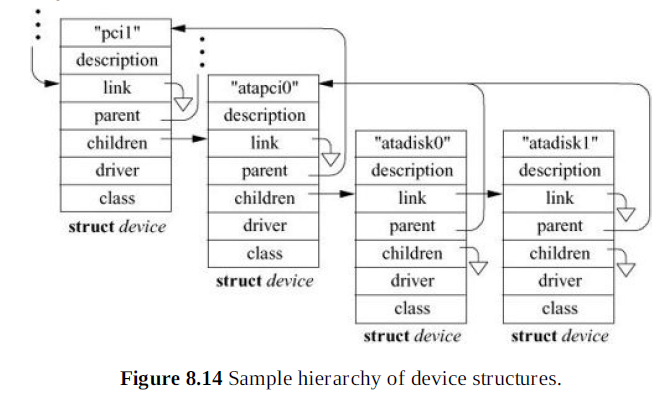 "pci1"
description
link
parent
children
driver
class
struct device
"atapci0"
description
link
parent
children
driver
class
struct device
"atadisk0"
description
link
parent
children
driver
class
struct device
"atadisk1"
description
link
parent
children
driver
class
struct device
Figure 8.14 Sample hierarchy of device structures.